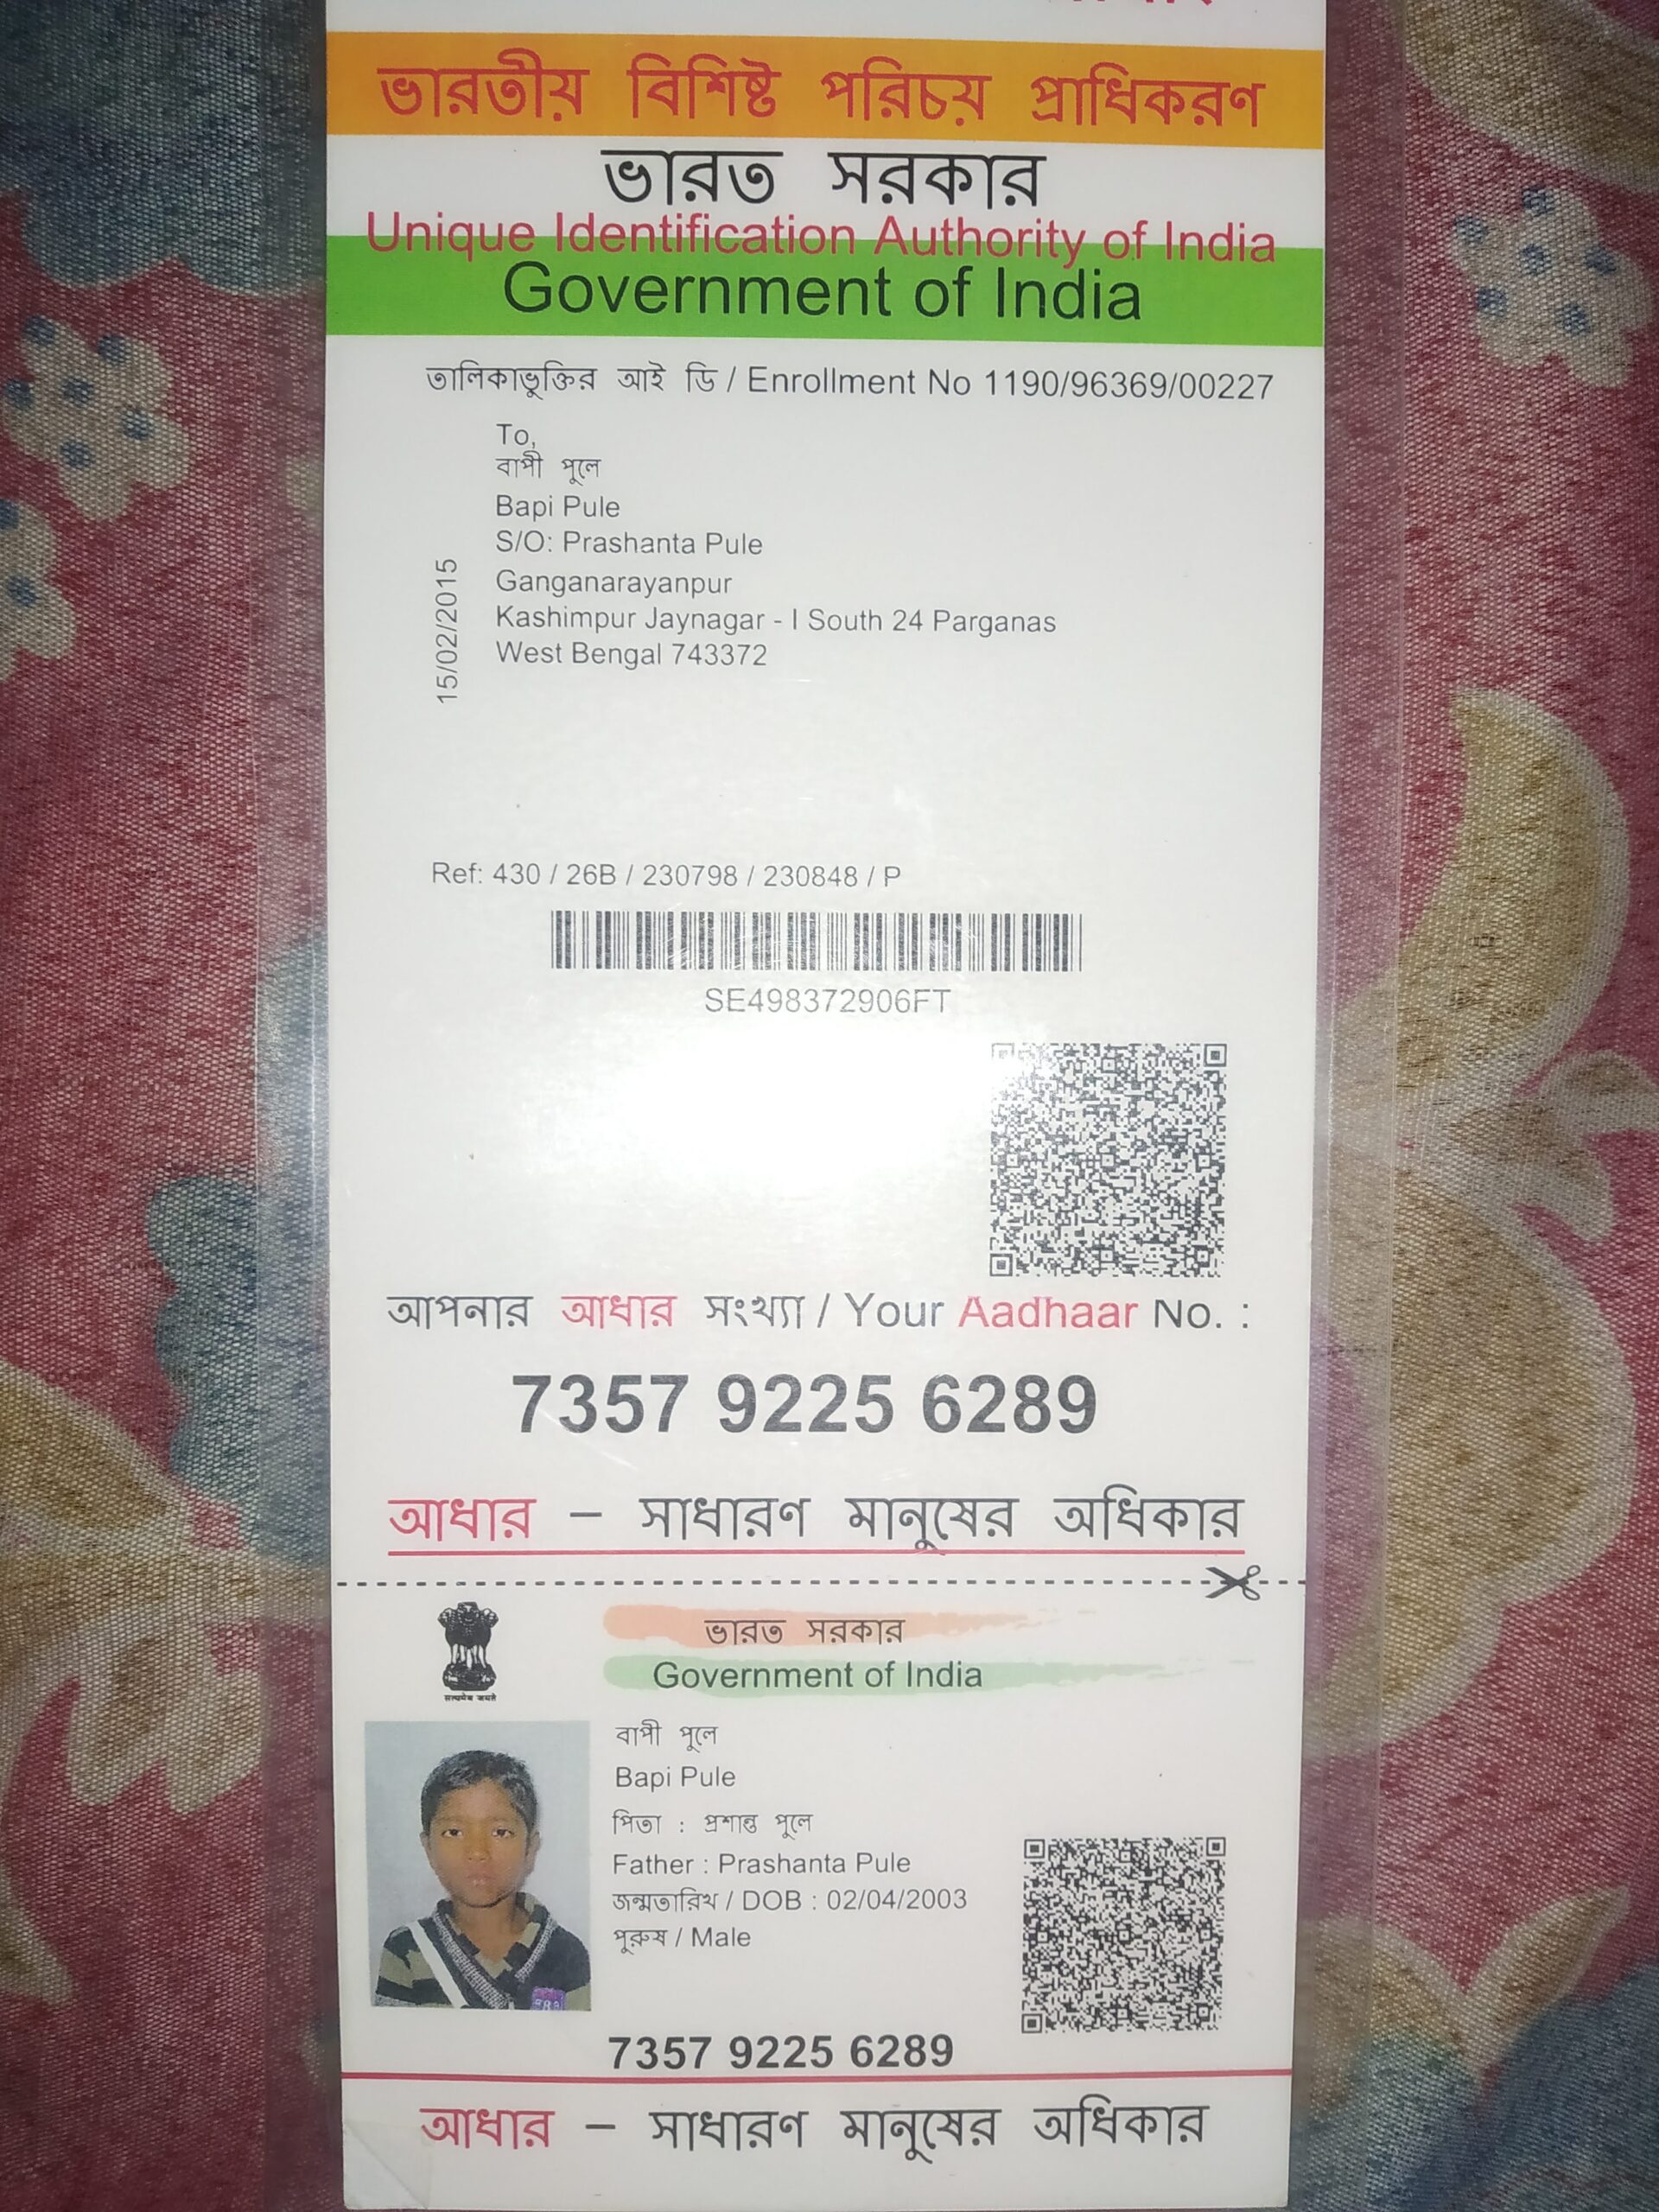 ভারতীয় বিশিষ্ট পরিচয় প্রাধিকরণ
ভারত সরকার
Unique Identification Authority of India
Government of India
তালিকাভুক্তির আই ডি / Enrollment No 1190/96369/00227
To,
বাপী পুলে
Bapi Pule
S/O: Prashanta Pule
Ganganarayanpur
Kashimpur Jaynagar - I South 24 Parganas
West Bengal 743372
15/02/2015
Ref: 430 / 26B / 230798 / 230848 / P
SE498372906FT
আপনার আধার সংখ্যা / Your Aadhaar No. :
7357 9225 6289
আধার – সাধারণ মানুষের অধিকার
सत्यमेव जयते
ভারত সরকার
Government of India
বাপী পুলে
Bapi Pule
পিতা : প্রশান্ত পুলে
Father : Prashanta Pule
জন্মতারিখ / DOB : 02/04/2003
পুরুষ / Male
7357 9225 6289
আধার – সাধারণ মানুষের অধিকার